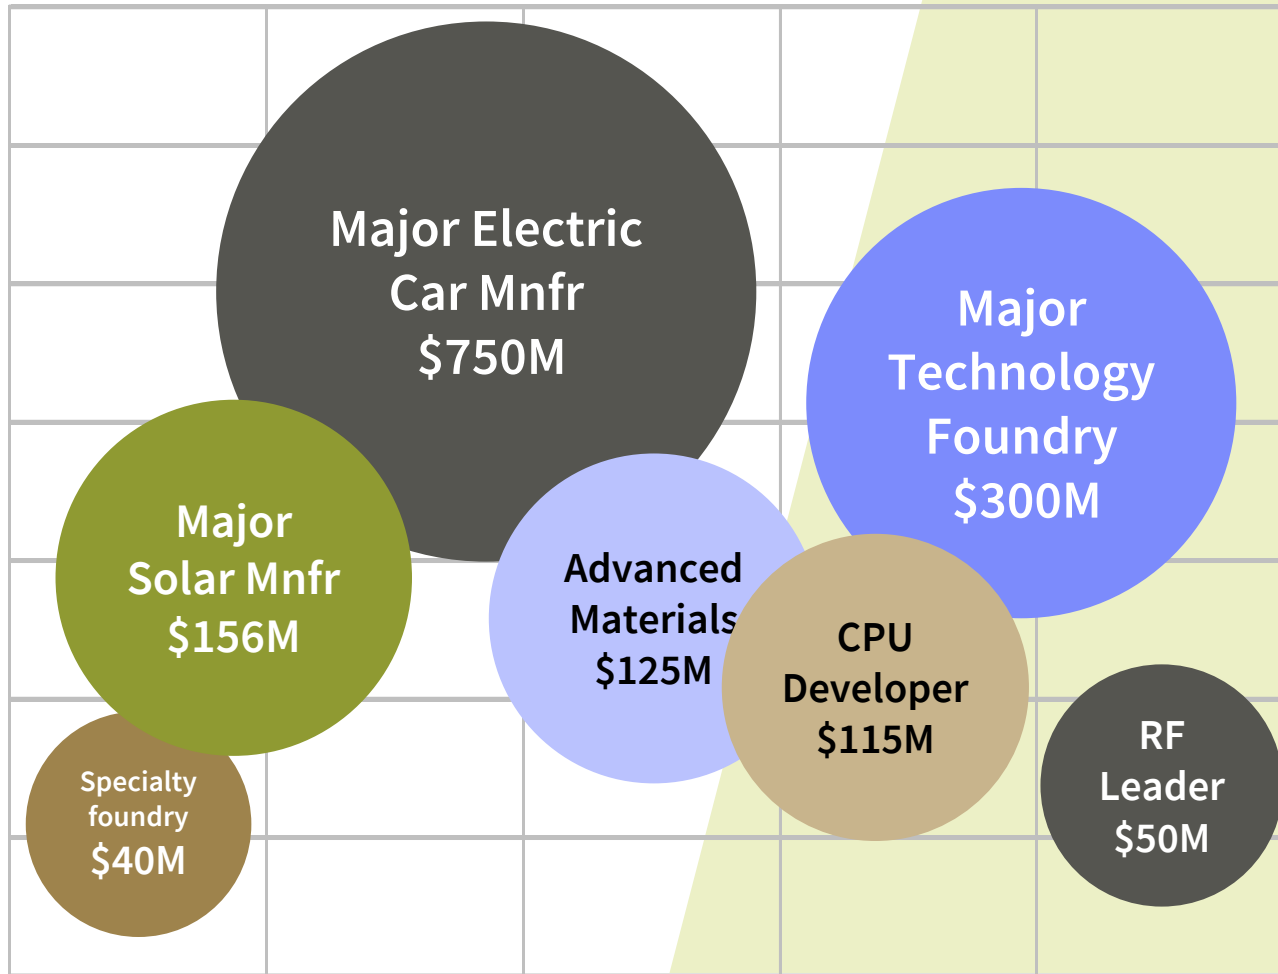 Major Electric
Car Mnfr
$750M
Major
Technology
Foundry
$300M
Major
Solar Mnfr
$156M
Advanced
Materials
$125M
CPU
Developer
$115M
RF
Leader
$50M
Specialty
foundry
$40M